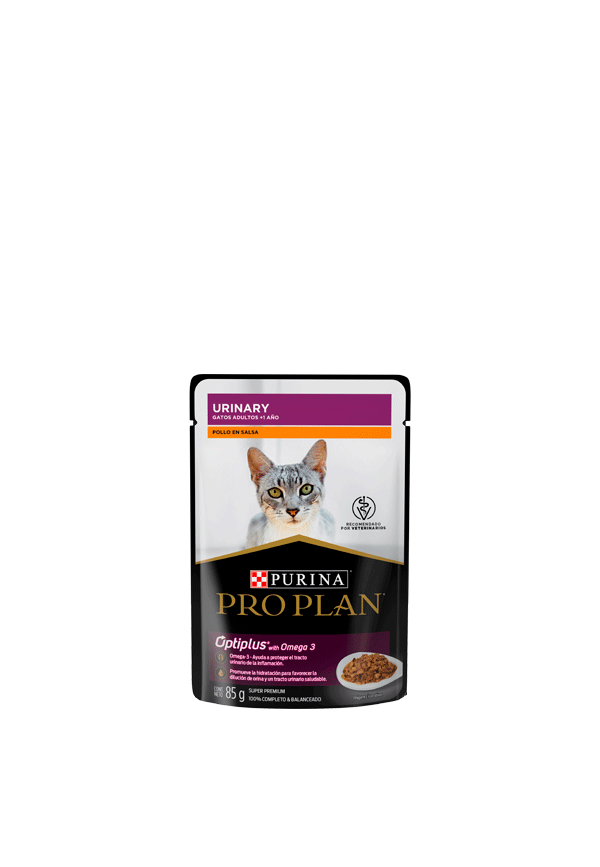 URINARY
GATOS ADULTOS +1 AÑO
POLLO EN SALSA
RECOMENDADO
POR VETERINARIOS
PURINA
PRO PLAN
Optiplus® with Omega 3
Omega-3 - Ayuda a proteger el tracto
urinario de la inflamación.
Promueve la hidratación para favorecer la
dilución de orina y un tracto urinario saludable.
CONT.
NETO 85 g
SUPER PREMIUM
100% COMPLETO & BALANCEADO